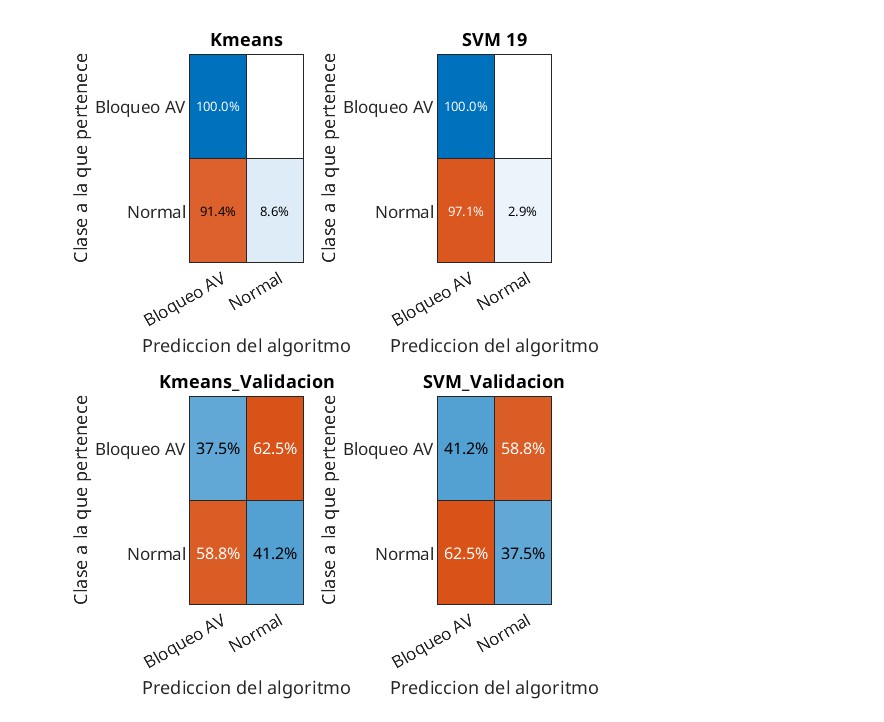 Kmeans
Clase a la que pertenece
Bloqueo AV
100.0%
Normal
91.4% 8.6%
Bloqueo AV
Normal
Prediccion del algoritmo
SVM 19
Clase a la que pertenece
Bloqueo AV
100.0%
Normal
97.1% 2.9%
Bloqueo AV
Normal
Prediccion del algoritmo
Kmeans_Validacion
Clase a la que pertenece
Bloqueo AV
37.5% 62.5%
Normal
58.8% 41.2%
Bloqueo AV
Normal
Prediccion del algoritmo
SVM_Validacion
Clase a la que pertenece
Bloqueo AV
41.2% 58.8%
Normal
62.5% 37.5%
Bloqueo AV
Normal
Prediccion del algoritmo